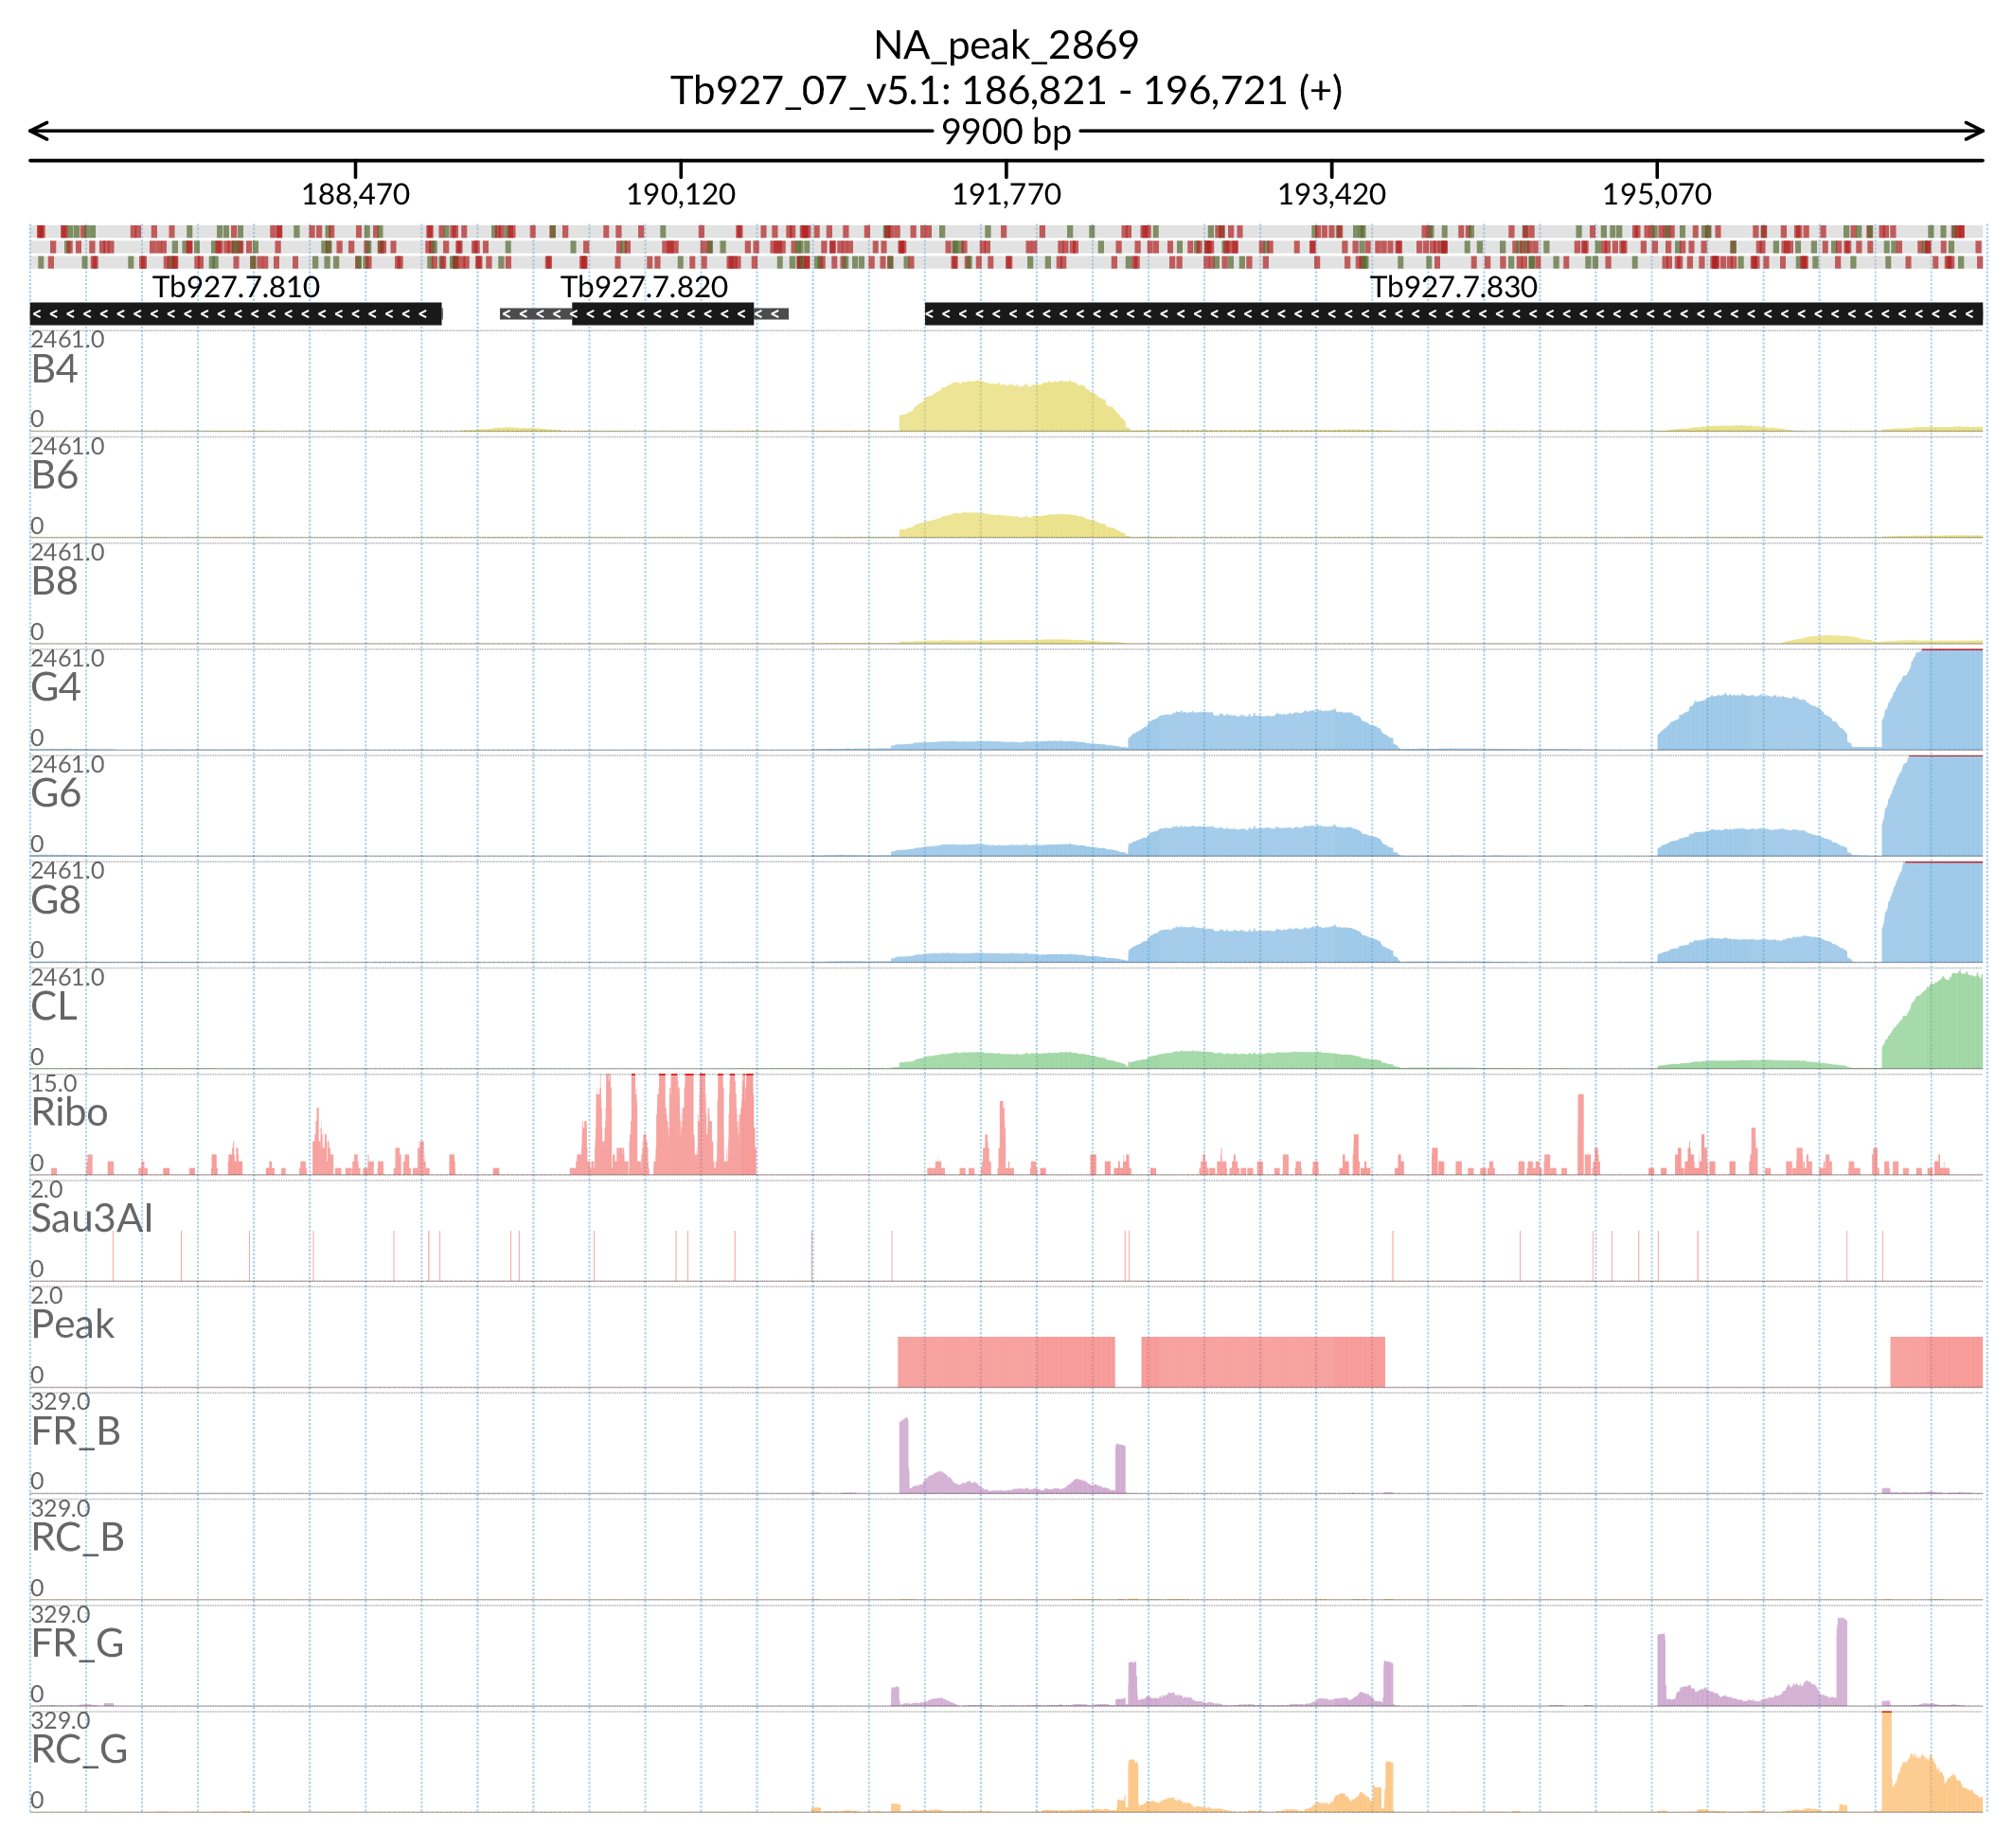 NA_peak_2869
Tb927_07_v5.1: 186,821 - 196,721 (+)
9900 bp
188,470 190,120 191,770 193,420 195,070
Tb927.7.810 Tb927.7.820 Tb927.7.830
2461.0
B4
0
2461.0
B6
0
2461.0
B8
0
2461.0
G4
0
2461.0
G6
0
2461.0
G8
0
2461.0
CL
0
15.0
Ribo
0
2.0
Sau3AI
0
2.0
Peak
0
329.0
FR_B
0
329.0
RC_B
0
329.0
FR_G
0
329.0
RC_G
0